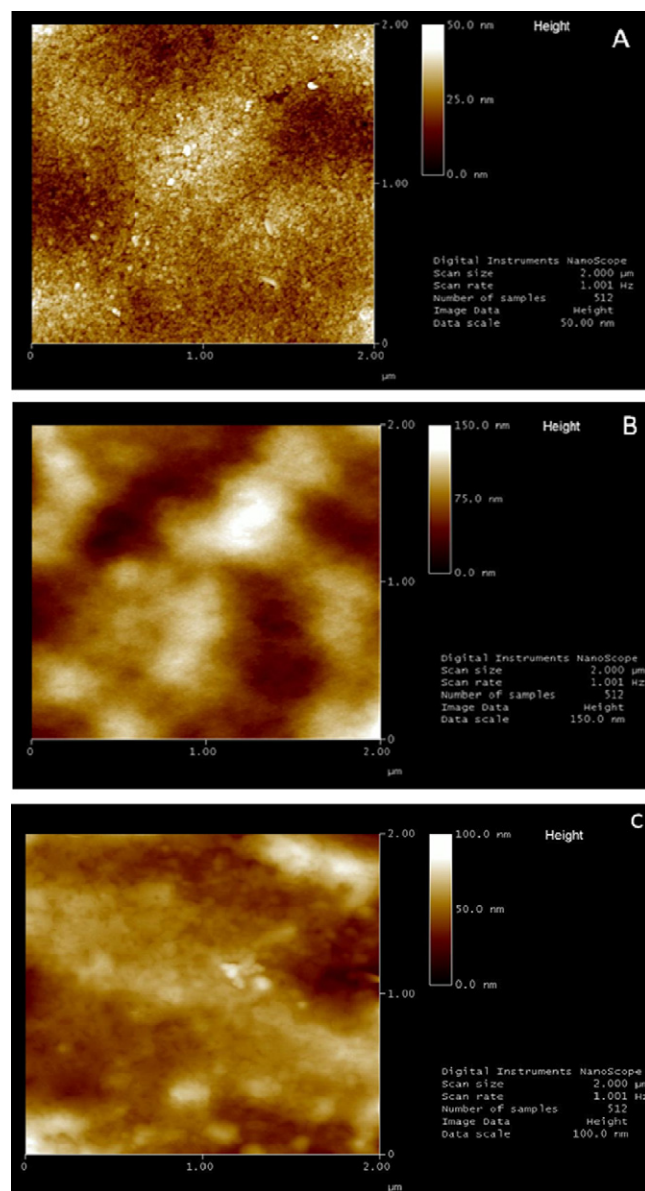 50.0 nm
Height
A
2.00
25.0 nm
1.00
0.0 nm
Digital Instruments NanoScope
Scan size 2.000 µm
Scan rate 1.001 Hz
Number of samples 512
Image Data Height
Data scale 50.00 nm
0
0 1.00 2.00
µm
150.0 nm
Height
B
2.00
75.0 nm
1.00
0.0 nm
Digital Instruments NanoScope
Scan size 2.000 µm
Scan rate 1.001 Hz
Number of samples 512
Image Data Height
Data scale 150.0 nm
0
0 1.00 2.00
µm
100.0 nm
Height
C
2.00
50.0 nm
1.00
0.0 nm
Digital Instruments NanoScope
Scan size 2.000 µm
Scan rate 1.001 Hz
Number of samples 512
Image Data Height
Data scale 100.0 nm
0
0 1.00 2.00
µm